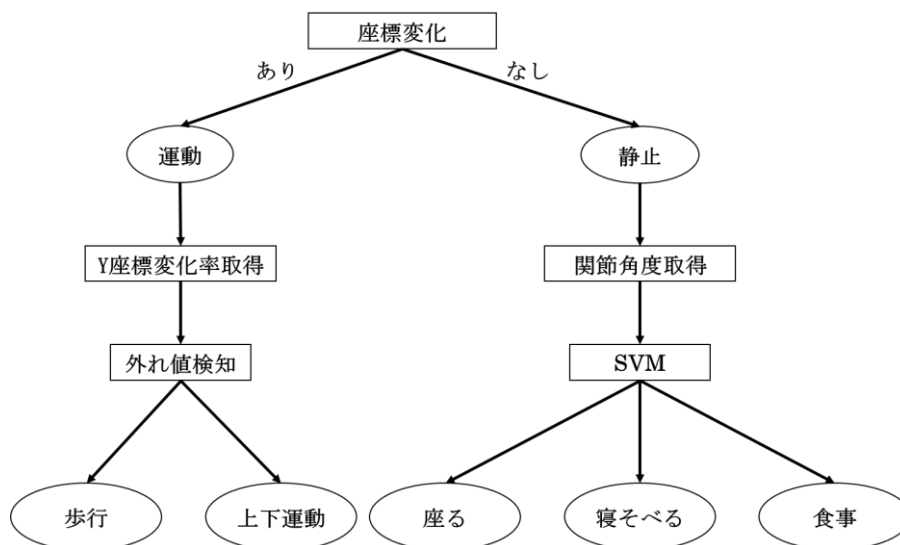 座標変化
あり
なし
運動
静止
Y座標変化率取得
関節角度取得
外れ値検知
SVM
歩行
上下運動
座る
寝そべる
食事